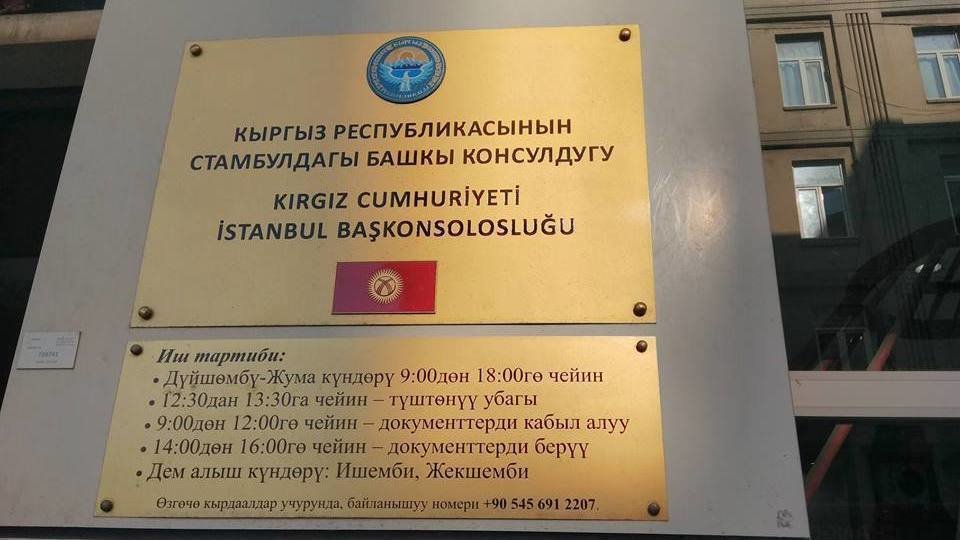 КЫРГЫЗ РЕСПУБЛИКАСЫНЫН
СТАМБУЛДАГЫ БАШКЫ КОНСУЛДУГУ
KIRGIZ CUMHURİYETİ
İSTANBUL BAŞKONSOLOSLUĞU
Иш тартиби:
• Дүйшөмбү-Жума күндөрү 9:00дөн 18:00гө чейин
• 12:30дан 13:30га чейин – түштөнүү убагы
• 9:00дөн 12:00гө чейин – документтерди кабыл алуу
• 14:00дөн 16:00гө чейин – документтерди берүү
• Дем алыш күндөрү: Ишемби, Жекшемби
Өзгөчө кырдаалдар учурунда, байланышуу номери +90 545 691 2207.